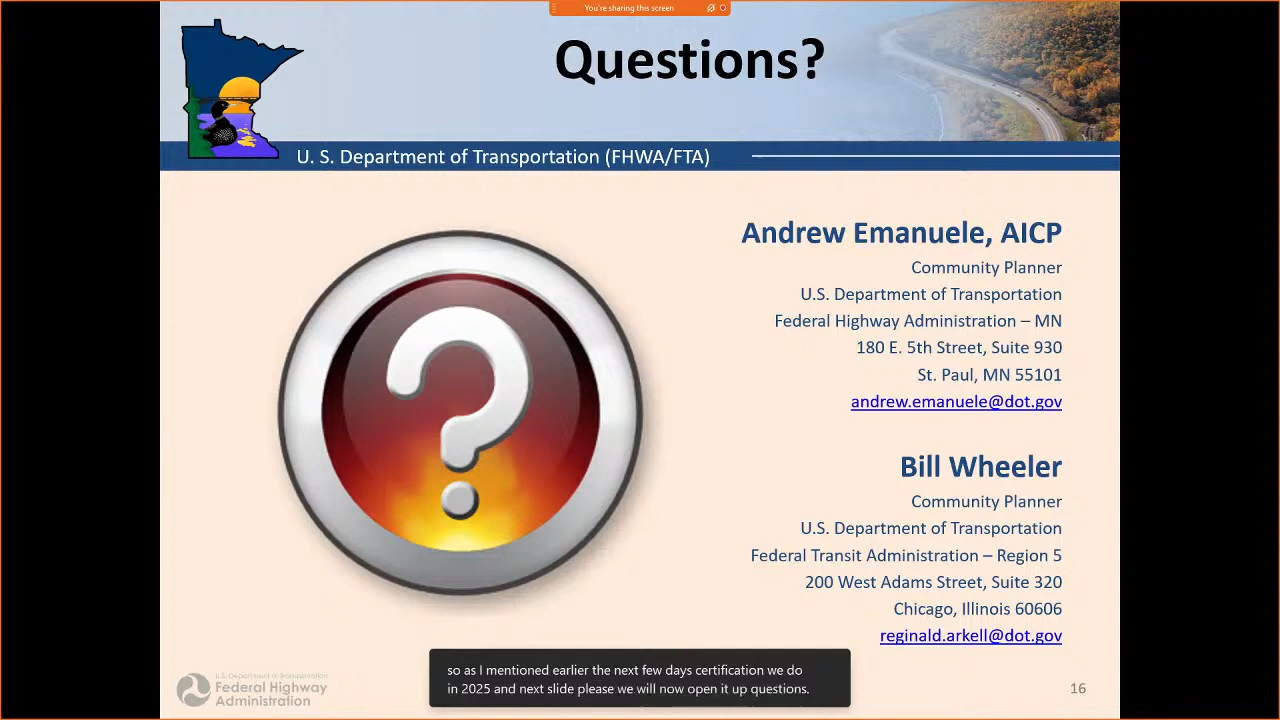 You're sharing this screen
Questions?
U. S. Department of Transportation (FHWA/FTA)
Andrew Emanuele, AICP
Community Planner
U.S. Department of Transportation
Federal Highway Administration – MN
180 E. 5th Street, Suite 930
St. Paul, MN 55101
andrew.emanuele@dot.gov
Bill Wheeler
Community Planner
U.S. Department of Transportation
Federal Transit Administration – Region 5
200 West Adams Street, Suite 320
Chicago, Illinois 60606
reginald.arkell@dot.gov
so as I mentioned earlier the next few days certification we do
in 2025 and next slide please we will now open it up questions.
U.S. Department of Transportation
Federal Highway
Administration
16